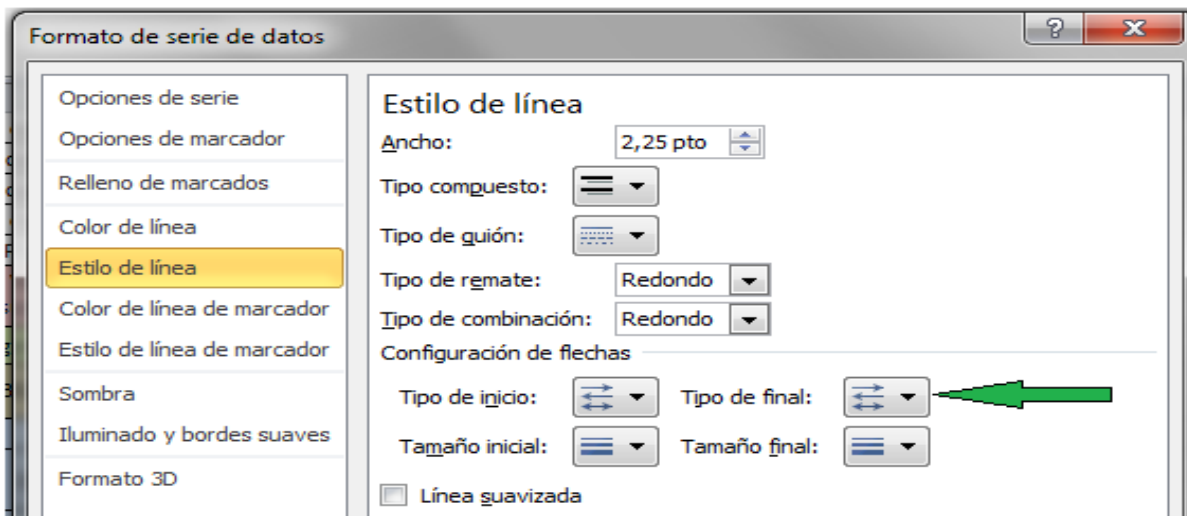 Formato de serie de datos
Opciones de serie
Opciones de marcador
Relleno de marcados
Color de línea
Estilo de línea
Color de línea de marcador
Estilo de línea de marcador
Sombra
Iluminado y bordes suaves
Formato 3D
Estilo de línea
Ancho: 2,25 pto
Tipo compuesto:
Tipo de guión:
Tipo de remate: Redondo
Tipo de combinación: Redondo
Configuración de flechas
Tipo de inicio: Tipo de final:
Tamaño inicial: Tamaño final:
Línea suavizada